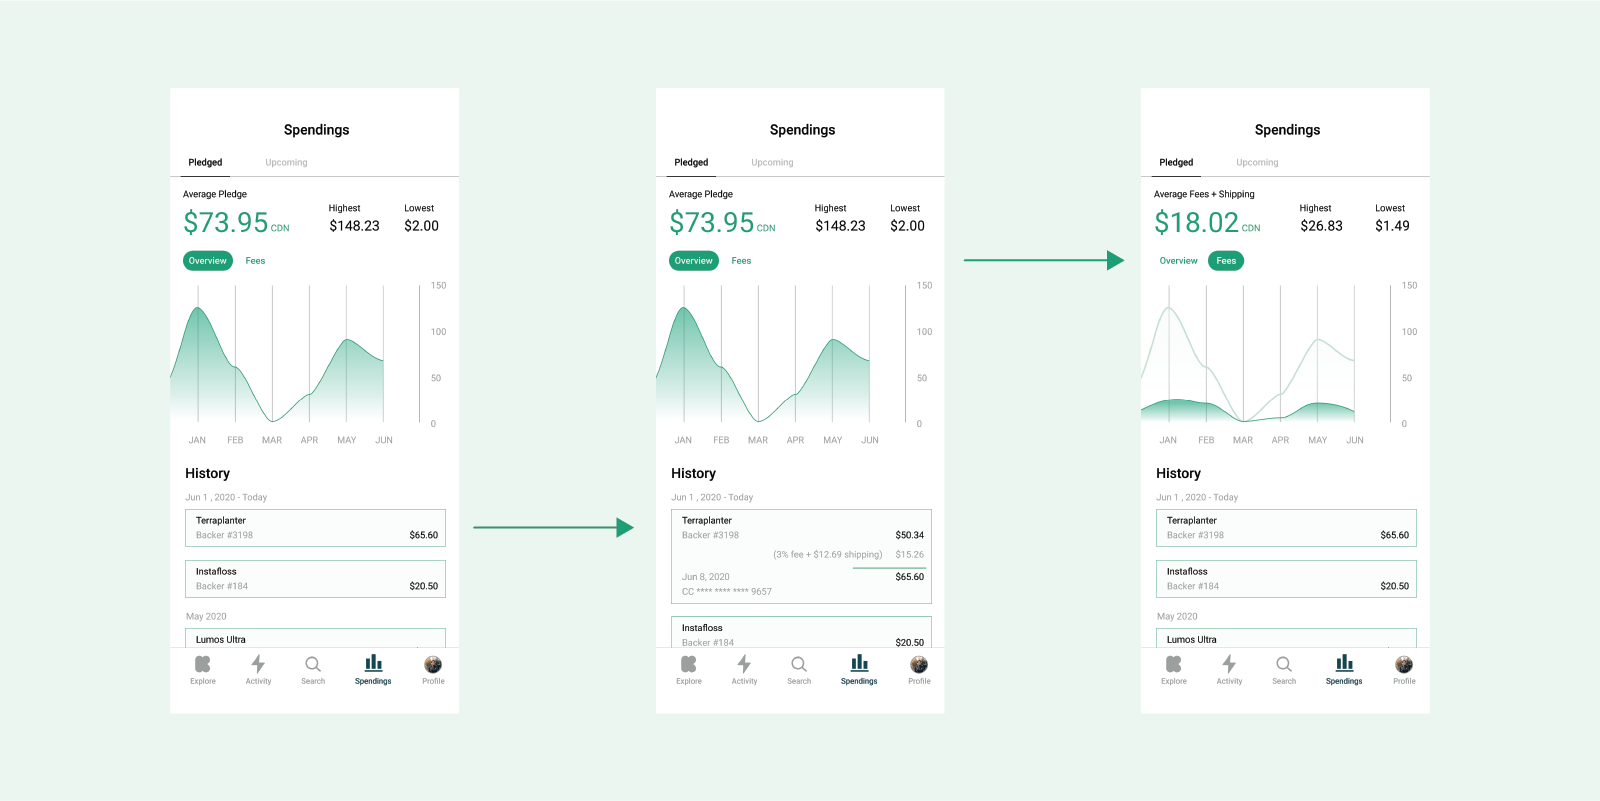 Spendings
Pledged Upcoming
Average Pledge
Highest Lowest
$73.95 CDN $148.23 $2.00
Overview Fees
150
100
50
0
JAN FEB MAR APR MAY JUN
History
Jun 1 , 2020 - Today
Terraplanter
Backer #3198 $65.60
Instafloss
Backer #184 $20.50
May 2020
Lumos Ultra
Explore Activity Search Spendings Profile
Spendings
Pledged Upcoming
Average Pledge
Highest Lowest
$73.95 CDN $148.23 $2.00
Overview Fees
150
100
50
0
JAN FEB MAR APR MAY JUN
History
Jun 1 , 2020 - Today
Terraplanter
Backer #3198 $50.34
(3% fee + $12.69 shipping) $15.26
Jun 8, 2020 $65.60
CC **** **** **** 9657
Instafloss
Backer #184 $20.50
Explore Activity Search Spendings Profile
Spendings
Pledged Upcoming
Average Fees + Shipping
Highest Lowest
$18.02 CDN $26.83 $1.49
Overview Fees
150
100
50
0
JAN FEB MAR APR MAY JUN
History
Jun 1 , 2020 - Today
Terraplanter
Backer #3198 $65.60
Instafloss
Backer #184 $20.50
May 2020
Lumos Ultra
Explore Activity Search Spendings Profile